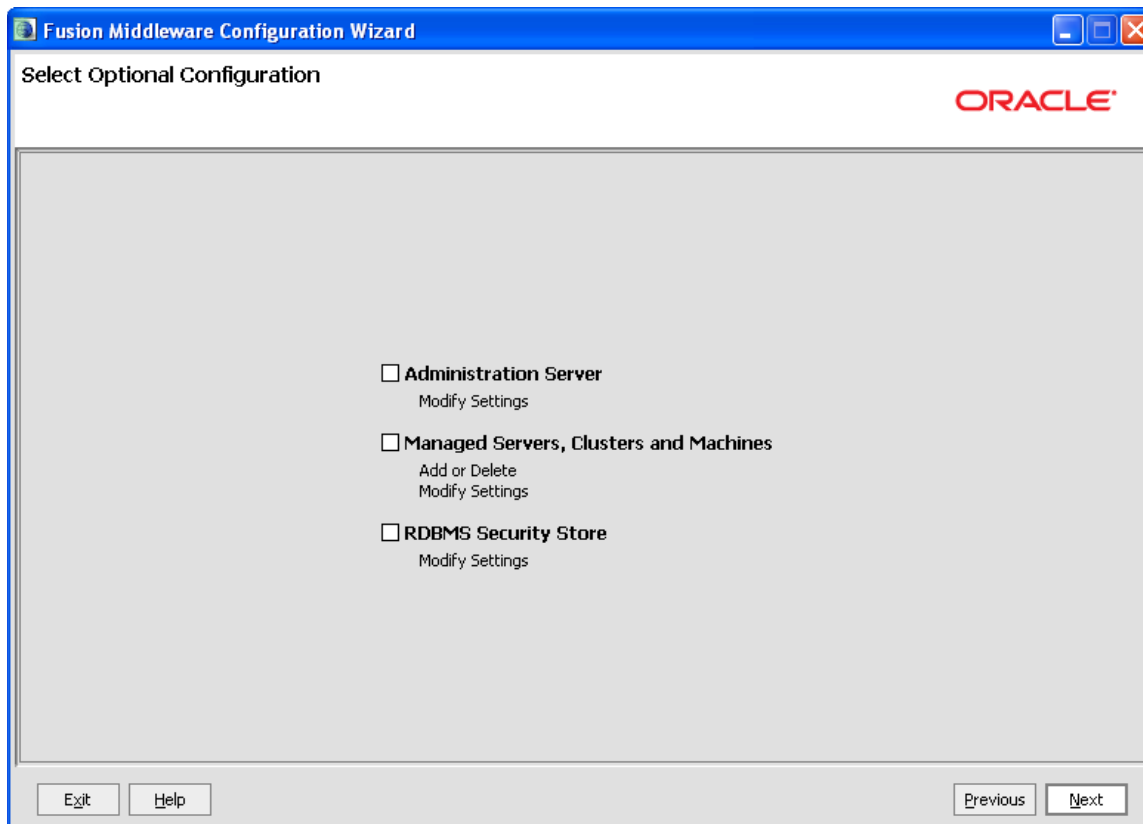 Fusion Middleware Configuration Wizard
Select Optional Configuration
ORACLE
Administration Server
Modify Settings
Managed Servers, Clusters and Machines
Add or Delete
Modify Settings
RDBMS Security Store
Modify Settings
Exit Help Previous Next